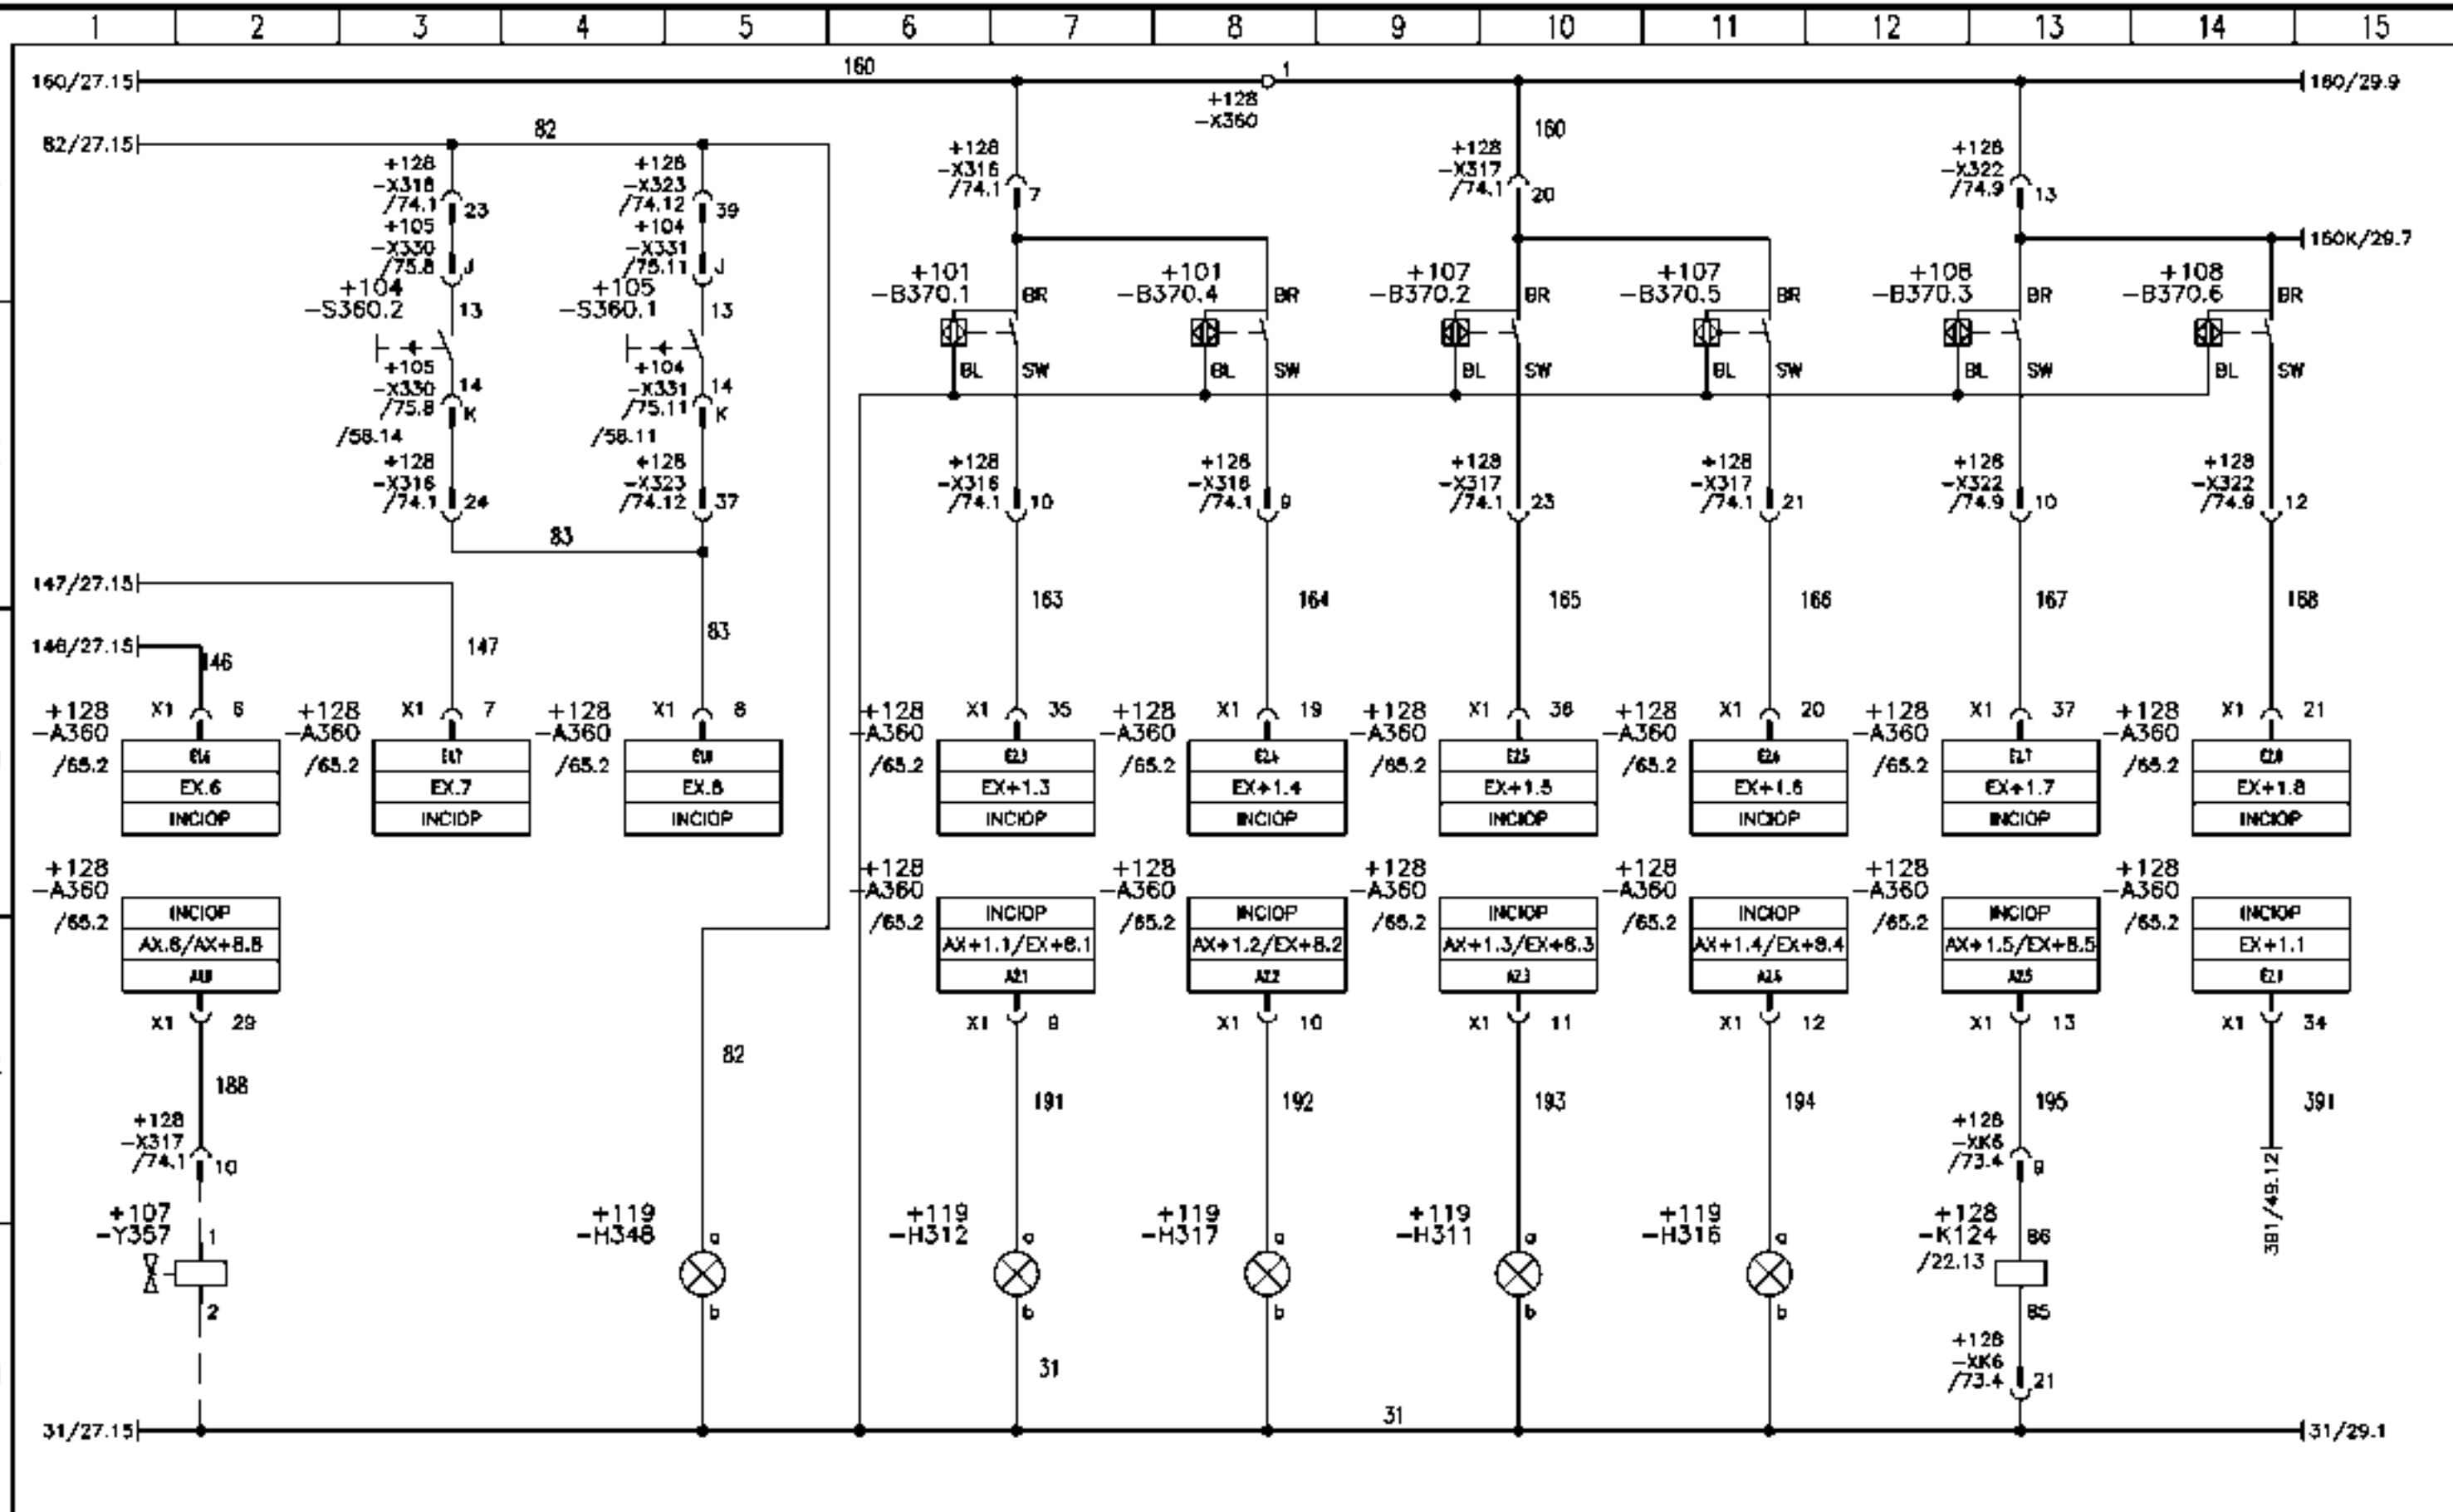 1 2 3 4 5 6 7 8 9 10 11 12 13 14 15
160/27.15 160 1 160/29.9
+128
-X360
82/27.15 82 160
+128 +128 +128 +128 +128
-X316 -X323 -X316 -X317 -X322
/74.1 23 /74.12 39 /74.1 7 /74.1 20 /74.9 13
+105 +104
-X330 -X331 160K/29.7
/75.8 J /75.11 J
+104 +105 +101 +101 +107 +107 +108 +108
-S360.2 13 -S360.1 13 -B370.1 BR -B370.4 BR -B370.2 BR -B370.5 BR -B370.3 BR -B370.6 BR
+105 +104 BL SW BL SW BL SW BL SW BL SW BL SW
-X330 14 -X331 14
/75.8 K /75.11 K
/58.14 /58.11
+128 +128 +128 +128 +128 +128 +128 +128
-X316 -X323 -X316 -X316 -X317 -X317 -X322 -X322
/74.1 24 /74.12 37 /74.1 10 /74.1 9 /74.1 23 /74.1 21 /74.9 10 /74.9 12
83
147/27.15 163 164 165 166 167 168
83
146/27.15 146 147
+128 X1 6 +128 X1 7 +128 X1 8 +128 X1 35 +128 X1 19 +128 X1 36 +128 X1 20 +128 X1 37 +128 X1 21
-A360 -A360 -A360 -A360 -A360 -A360 -A360 -A360 -A360
/65.2 E16 /65.2 E17 /65.2 E18 /65.2 E23 /65.2 E24 /65.2 E25 /65.2 E26 /65.2 E27 /65.2 E28
EX.6 EX.7 EX.8 EX+1.3 EX+1.4 EX+1.5 EX+1.6 EX+1.7 EX+1.8
INCIOP INCIOP INCIOP INCIOP INCIOP INCIOP INCIOP INCIOP INCIOP
+128 +128 +128 +128 +128 +128 +128
-A360 -A360 -A360 -A360 -A360 -A360 -A360
/65.2 INCIOP /65.2 INCIOP /65.2 INCIOP /65.2 INCIOP /65.2 INCIOP /65.2 INCIOP /65.2 INCIOP
AX.8/AX+8.8 AX+1.1/EX+8.1 AX+1.2/EX+8.2 AX+1.3/EX+8.3 AX+1.4/EX+8.4 AX+1.5/EX+8.5 EX+1.1
A18 A21 A22 A23 A24 A25 E21
X1 29 X1 9 X1 10 X1 11 X1 12 X1 13 X1 34
82
188 191 192 193 194 195 391
+128 +128
-X317 -XK6
/74.1 10 /73.4 9
391/49.12
+107 +119 +119 +119 +119 +119 +128
-Y357 1 -H348 a -H312 a -H317 a -H311 a -H316 a -K124 86
/22.13
2 b b b b b 85
+128
-XK6
31 /73.4 21
31/27.15 31 31/29.1